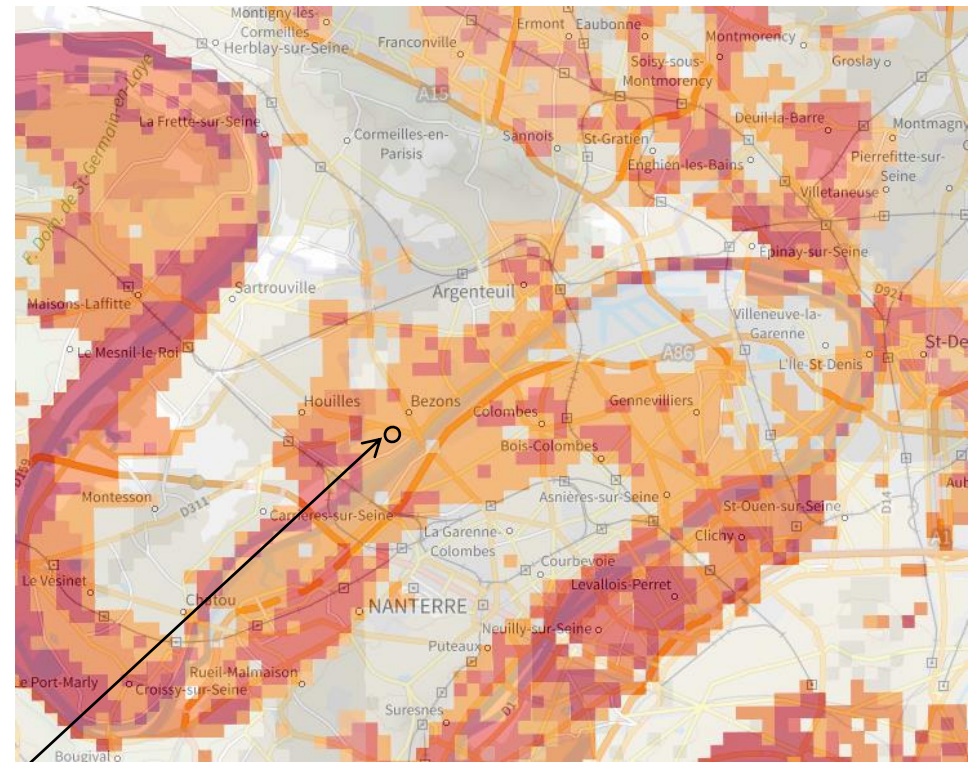 Montigny-lès-
Cormeilles
Herblay-sur-Seine
Franconville
Ermont
Eaubonne
Montmorency
Groslay
Soisy-sous-
Montmorency
A15
F. Dom. de St-Germain-en-Laye
La Frette-sur-Seine
Cormeilles-en-
Parisis
Sannois
St-Gratien
Deuil-la-Barre
Montmagny
Enghien-les-Bains
Pierrefitte-sur-
Seine
Villetaneuse
Epinay-sur-Seine
Sartrouville
Argenteuil
D921
Maisons-Laffitte
Villeneuve-la-
Garenne
Le Mesnil-le-Roi
A86
L'Ile-St-Denis
St-De
Houilles
Bezons
Colombes
Gennevilliers
Bois-Colombes
D159
Montesson
D311
Carrières-sur-Seine
Asnières-sur-Seine
St-Ouen-sur-
Seine
D14
Aub
La Garenne-
Colombes
Clichy
A1
Courbevoie
Le Vésinet
Chatou
Levallois-Perret
NANTERRE
Neuilly-sur-Seine
Puteaux
Rueil-Malmaison
e Port-Marly
Croissy-sur-Seine
Suresnes
D1
Bougival